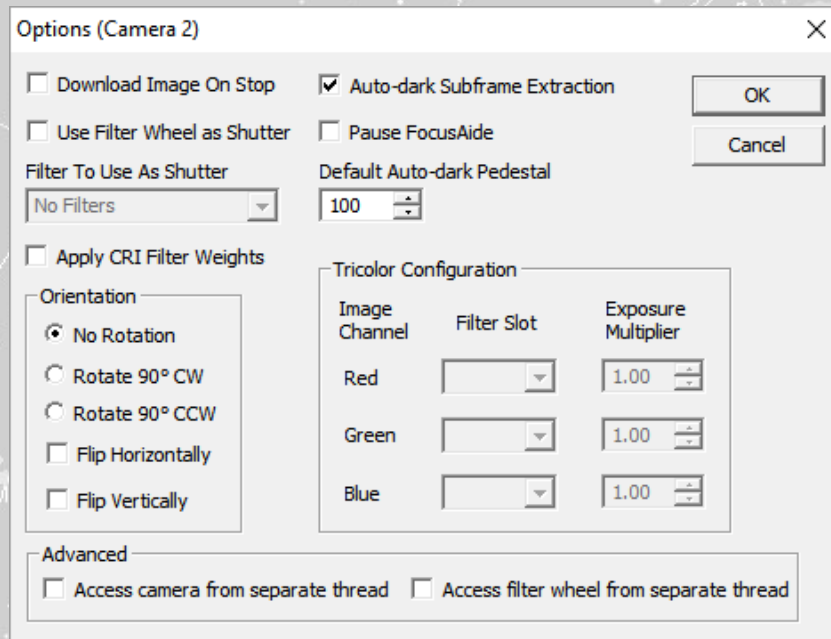 Options (Camera 2)
Download Image On Stop
Auto-dark Subframe Extraction
OK
Use Filter Wheel as Shutter
Pause FocusAide
Cancel
Filter To Use As Shutter
Default Auto-dark Pedestal
No Filters
100
Apply CRI Filter Weights
Orientation
No Rotation
Rotate 90° CW
Rotate 90° CCW
Flip Horizontally
Flip Vertically
Tricolor Configuration
Image Channel
Filter Slot
Exposure Multiplier
Red
1.00
Green
1.00
Blue
1.00
Advanced
Access camera from separate thread
Access filter wheel from separate thread